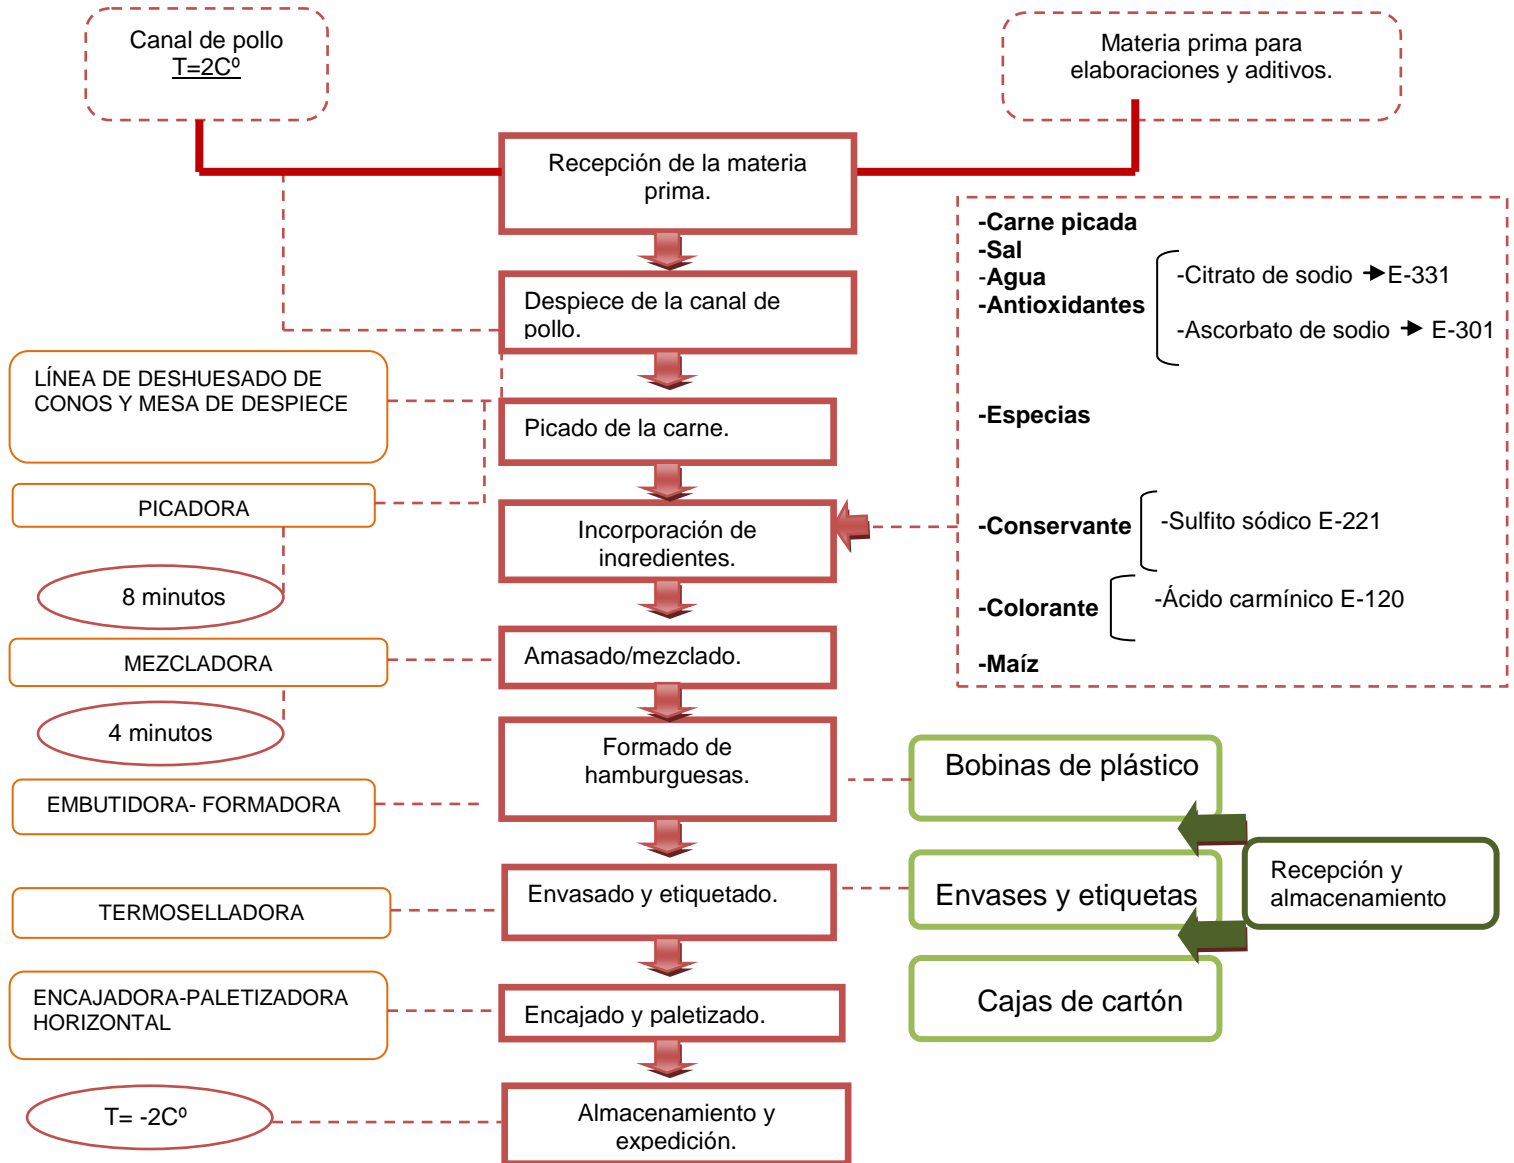 Canal de pollo
T=2Cº
Materia prima para
elaboraciones y aditivos.
Recepción de la materia
prima.
-Carne picada
-Sal
-Agua
-Antioxidantes
-Citrato de sodio → E-331
-Ascorbato de sodio → E-301
-Especias
-Conservante
-Sulfito sódico E-221
-Colorante
-Ácido carmínico E-120
-Maíz
Despiece de la canal de
pollo.
LÍNEA DE DESHUESADO DE
CONOS Y MESA DE DESPIECE
Picado de la carne.
PICADORA
8 minutos
Incorporación de
ingredientes.
MEZCLADORA
Amasado/mezclado.
4 minutos
Formado de
hamburguesas.
Bobinas de plástico
EMBUTIDORA- FORMADORA
Envasado y etiquetado.
Envases y etiquetas
Recepción y
almacenamiento
TERMOSELLADORA
ENCAJADORA-PALETIZADORA
HORIZONTAL
Encajado y paletizado.
Cajas de cartón
T= -2Cº
Almacenamiento y
expedición.